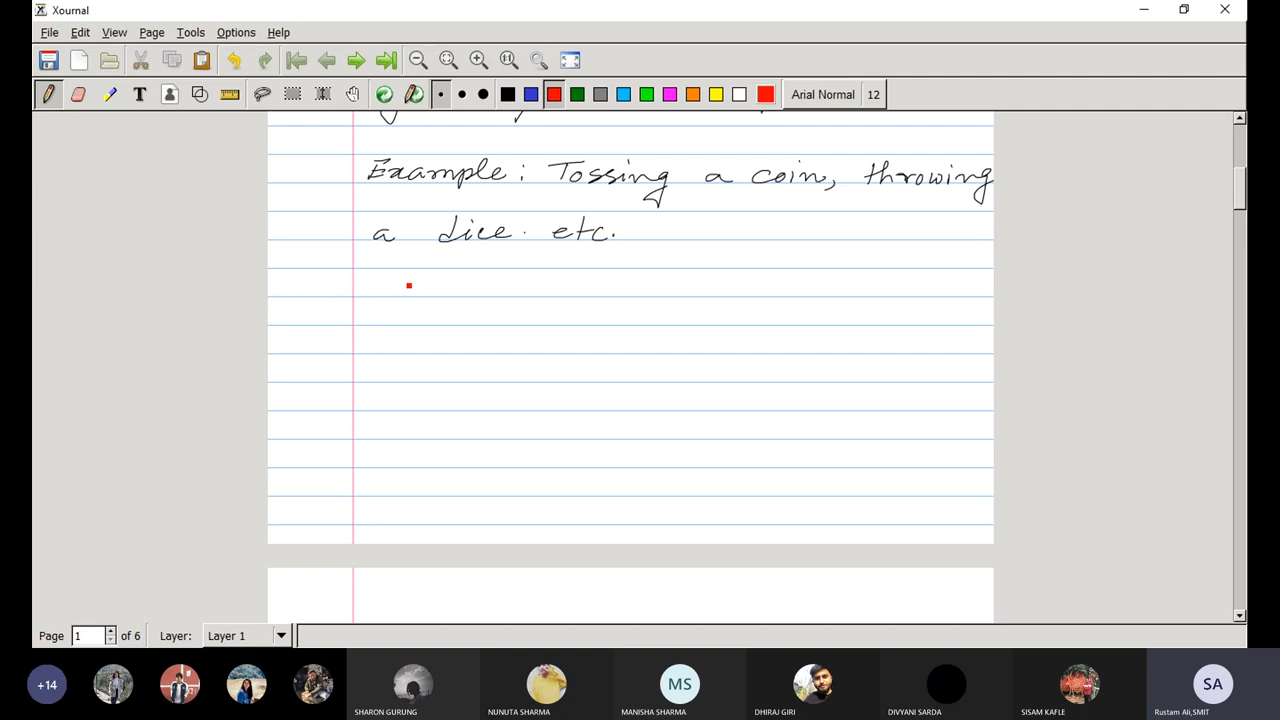 Xournal
File Edit View Page Tools Options Help
Arial Normal 12
Example: Tossing a coin, throwing
a dice. etc.
Page 1 of 6 Layer: Layer 1
+14 MS SA
SHARON GURUNG NUNUTA SHARMA MANISHA SHARMA DHIRAJ GIRI DIVYANI SARDA SISAM KAFLE Rustam Ali,SMIT